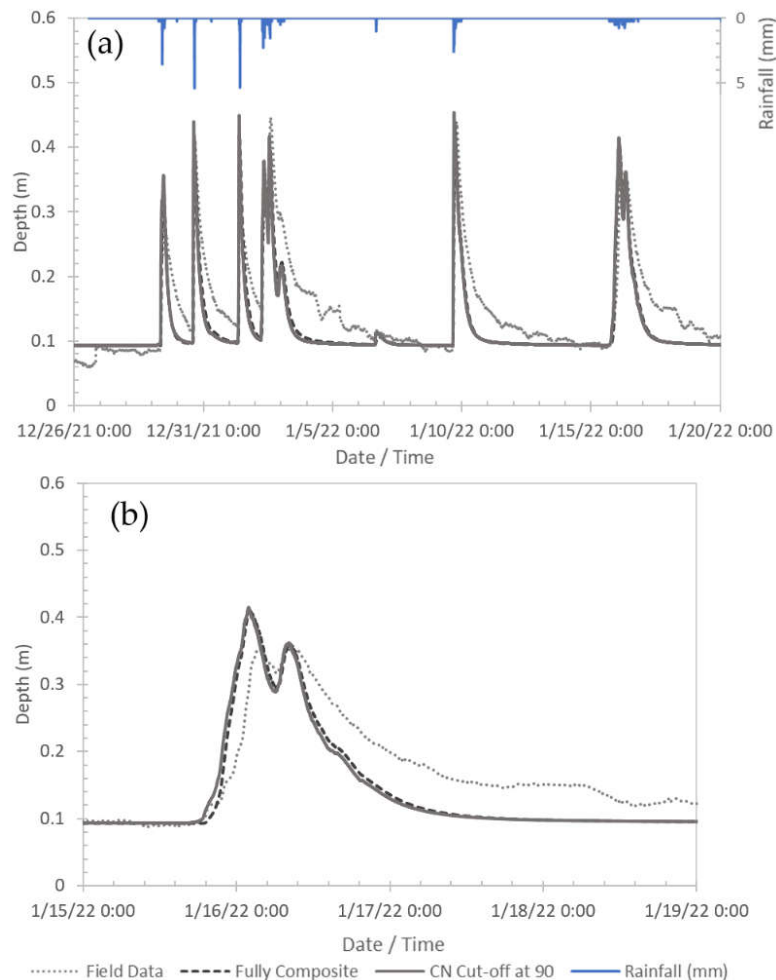 0.6
0.5
0.4
0.3
0.2
0.1
0
Depth (m)
(a)
0
5
Rainfall (mm)
12/26/21 0:00 12/31/21 0:00 1/5/22 0:00 1/10/22 0:00 1/15/22 0:00 1/20/22 0:00
Date / Time
0.6
0.5
0.4
0.3
0.2
0.1
0
Depth (m)
(b)
1/15/22 0:00 1/16/22 0:00 1/17/22 0:00 1/18/22 0:00 1/19/22 0:00
Date / Time
Field Data Fully Composite CN Cut-off at 90 Rainfall (mm)